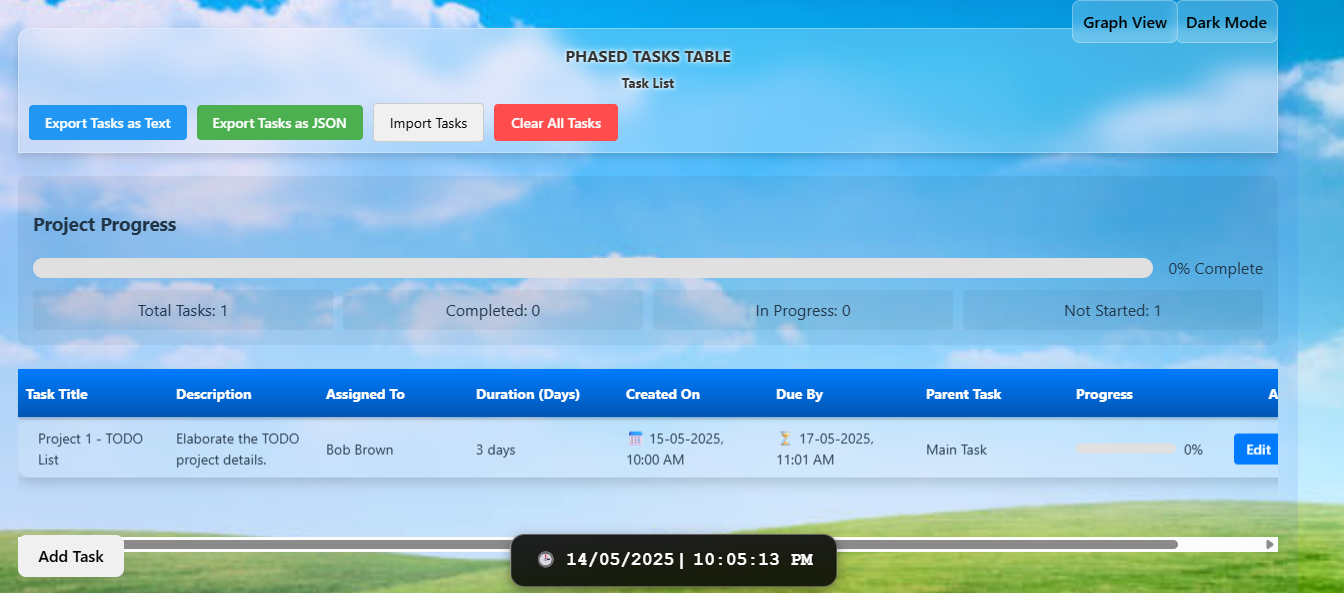 Graph View
Dark Mode
PHASED TASKS TABLE
Task List
Export Tasks as Text
Export Tasks as JSON
Import Tasks
Clear All Tasks
Project Progress
0% Complete
Total Tasks: 1
Completed: 0
In Progress: 0
Not Started: 1
Task Title
Description
Assigned To
Duration (Days)
Created On
Due By
Parent Task
Progress
A
Project 1 - TODO
List
Elaborate the TODO
project details.
Bob Brown
3 days
15-05-2025,
10:00 AM
17-05-2025,
11:01 AM
Main Task
0%
Edit
Add Task
14/05/2025| 10:05:13 PM